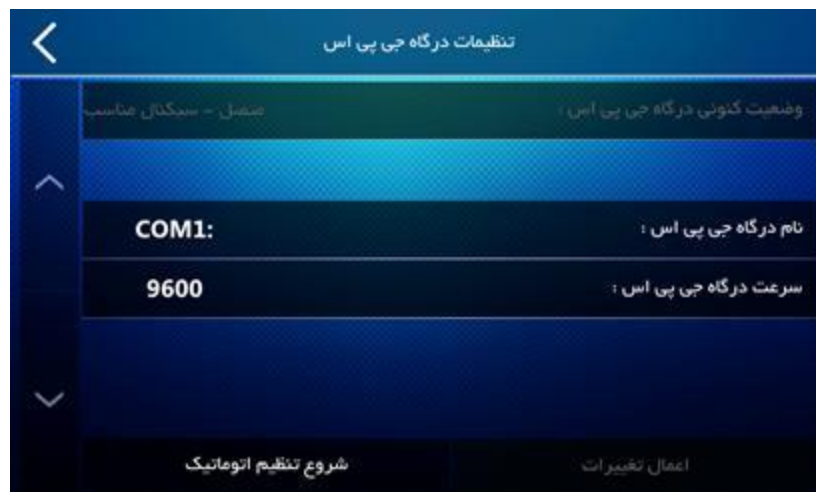 تنظیمات درگاه جی پی اس
وضعیت کنونی درگاه جی پی اس : متصل - سیگنال مناسب
نام درگاه جی پی اس : COM1:
سرعت درگاه جی پی اس : 9600
اعمال تغییرات شروع تنظیم اتوماتیک